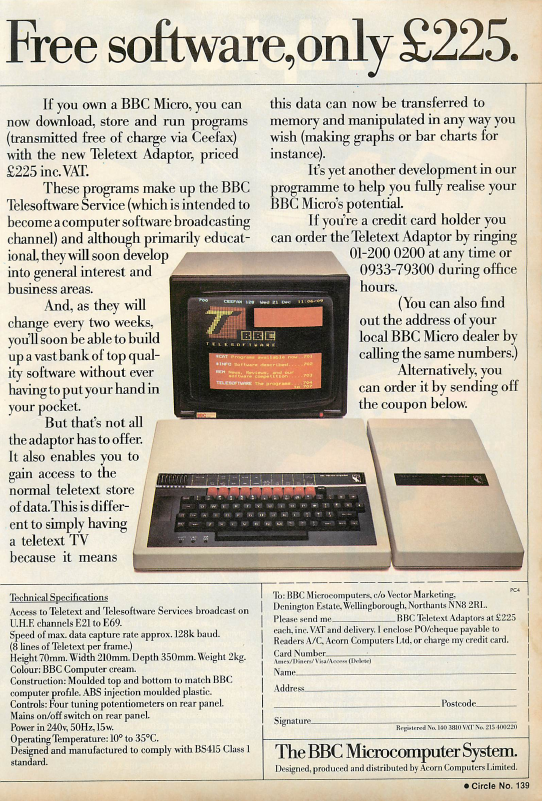 Free software, only £225.
If you own a BBC Micro, you can
now download, store and run programs
(transmitted free of charge via Ceefax)
with the new Teletext Adaptor, priced
£225 inc. VAT.
These programs make up the BBC
Telesoftware Service (which is intended to
become a computer software broadcasting
channel) and although primarily educat-
ional, they will soon develop
into general interest and
business areas.
And, as they will
change every two weeks,
you'll soon be able to build
up a vast bank of top qual-
ity software without ever
having to put your hand in
your pocket.
But that's not all
the adaptor has to offer.
It also enables you to
gain access to the
normal teletext store
of data. This is differ-
ent to simply having
a teletext TV
because it means
this data can now be transferred to
memory and manipulated in any way you
wish (making graphs or bar charts for
instance).
It's yet another development in our
programme to help you fully realise your
BBC Micro's potential.
If you're a credit card holder you
can order the Teletext Adaptor by ringing
01-200 0200 at any time or
0933-79300 during office
hours.
(You can also find
out the address of your
local BBC Micro dealer by
calling the same numbers.)
Alternatively, you
can order it by sending off
the coupon below.
700 CEEFAX 128 Wed 21 Dec
BBC
TELESOFTWARE
Technical Specifications
Access to Teletext and Telesoftware Services broadcast on
U.H.F. channels E21 to E69.
Speed of max. data capture rate approx. 128k baud.
(8 lines of Teletext per frame.)
Height 70mm. Width 210mm. Depth 350mm. Weight 2kg.
Colour: BBC Computer cream.
Construction: Moulded top and bottom to match BBC
computer profile. ABS injection moulded plastic.
Controls: Four tuning potentiometers on rear panel.
Mains on/off switch on rear panel.
Power in 240v, 50Hz, 15w.
Operating Temperature: 10° to 35°C.
Designed and manufactured to comply with BS415 Class 1
standard.
PC4
To: BBC Microcomputers, c/o Vector Marketing,
Denington Estate, Wellingborough, Northants NN8 2RL.
Please send me BBC Teletext Adaptors at £225
each, inc. VAT and delivery. I enclose PO/cheque payable to
Readers A/C, Acorn Computers Ltd, or charge my credit card.
Card Number
Amex/Diners/Visa/Access (Delete)
Name
Address
Postcode
Signature
Registered No. 140 3810 VAT No. 215 400220
The BBC Microcomputer System.
Designed, produced and distributed by Acorn Computers Limited.
● Circle No. 139